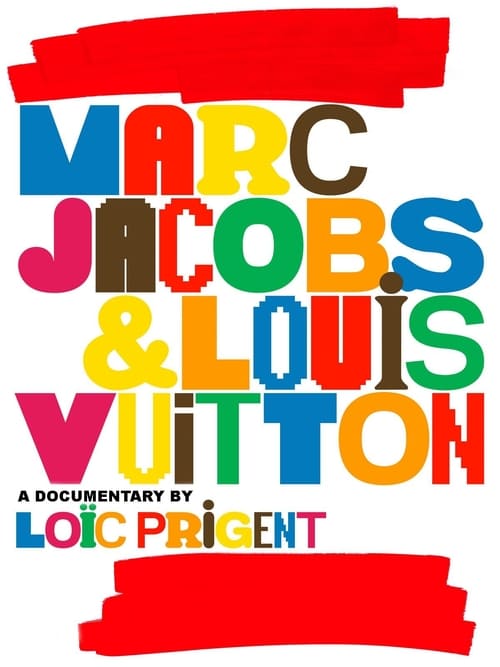 MARC
JACOBS
& LOUiS
VUiTTON
A DOCUMENTARY BY
LOÏC PRiGENT